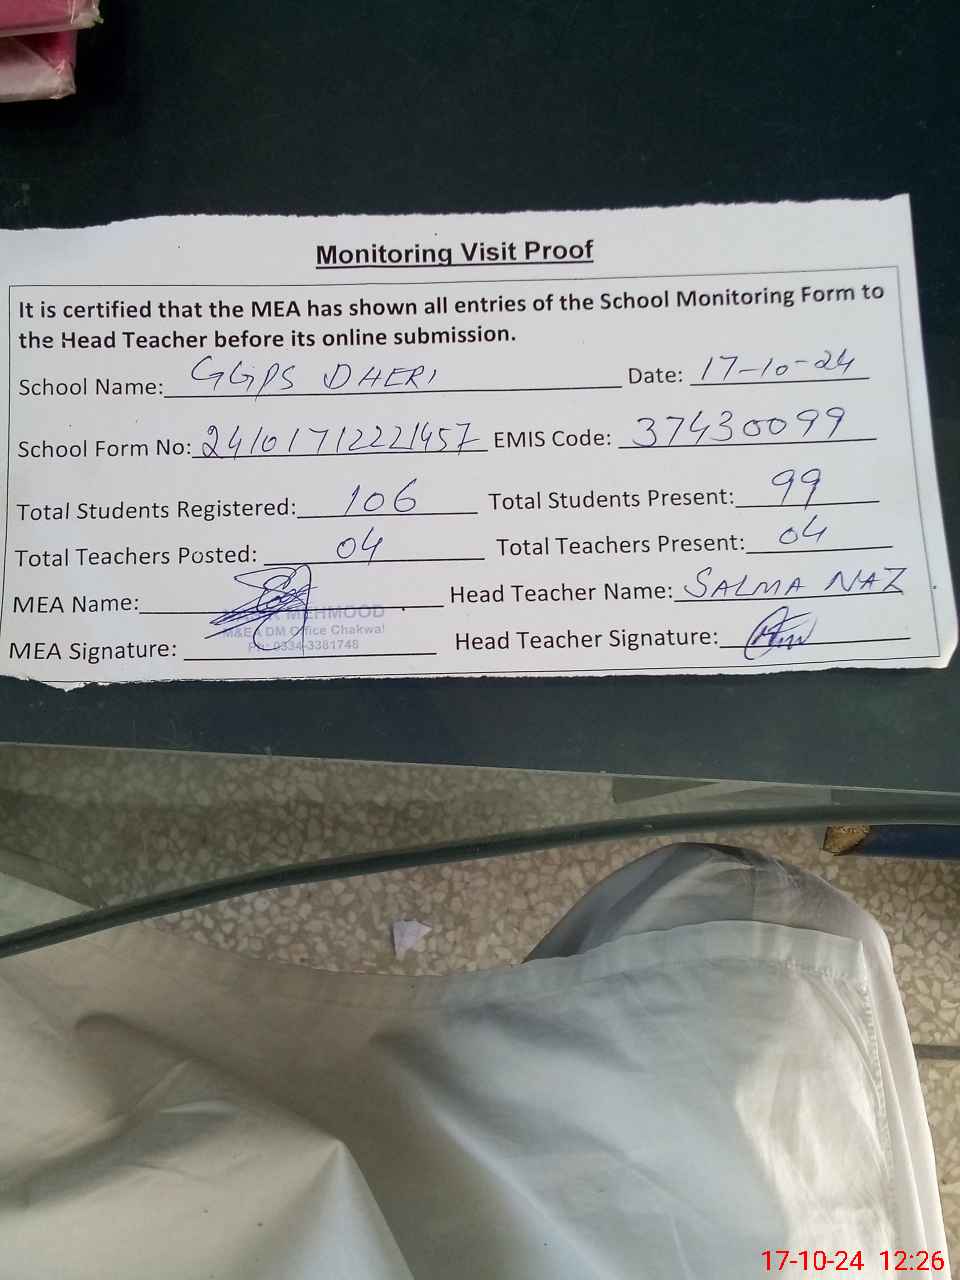 Monitoring Visit Proof
It is certified that the MEA has shown all entries of the School Monitoring Form to
the Head Teacher before its online submission.
School Name: GGPS DHERI Date: 17-10-24
School Form No: 24101712221457 EMIS Code: 37430099
Total Students Registered: 106 Total Students Present: 99
Total Teachers Posted: 04 Total Teachers Present: 04
MEA Name: Head Teacher Name: SALMA NAZ
MEHMOOD
M&EA DM Office Chakwal
Ph: 0334-3381748
MEA Signature: Head Teacher Signature:
17-10-24 12:26